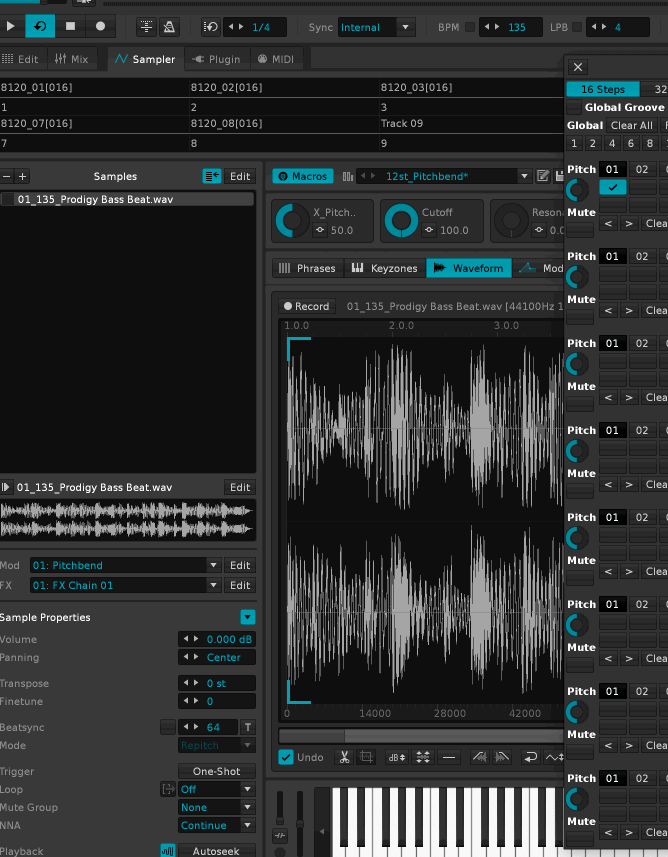 1/4 Sync Internal BPM 135 LPB 4
Edit Mix Sampler Plugin MIDI
8120_01[016] 8120_02[016] 8120_03[016]
1 2 3
8120_07[016] 8120_08[016] Track 09
7 8 9
Samples Edit
01_135_Prodigy Bass Beat.wav
01_135_Prodigy Bass Beat.wav Edit
Mod 01: Pitchbend Edit
FX 01: FX Chain 01 Edit
Sample Properties
Volume 0.000 dB
Panning Center
Transpose 0 st
Finetune 0
Beatsync 64 T
Mode Repitch
Trigger One-Shot
Loop Off
Mute Group None
NNA Continue
Playback Autoseek
Macros 12st_Pitchbend*
X_Pitch.. Cutoff Reson
50.0 100.0 0.0
Phrases Keyzones Waveform Mod
Record 01_135_Prodigy Bass Beat.wav [44100Hz 1
1.0.0 2.0.0 3.0.0
0 14000 28000 42000
Undo dB
16 Steps 32
Global Groove
Global Clear All
1 2 4 6 8
Pitch 01 02
Mute
< > Clea
Pitch 01 02
Mute
< > Clea
Pitch 01 02
Mute
< > Clea
Pitch 01 02
Mute
< > Clea
Pitch 01 02
Mute
< > Clea
Pitch 01 02
Mute
< > Clea
Pitch 01 02
Mute
< > Clea
Pitch 01 02
Mute
< > Clea